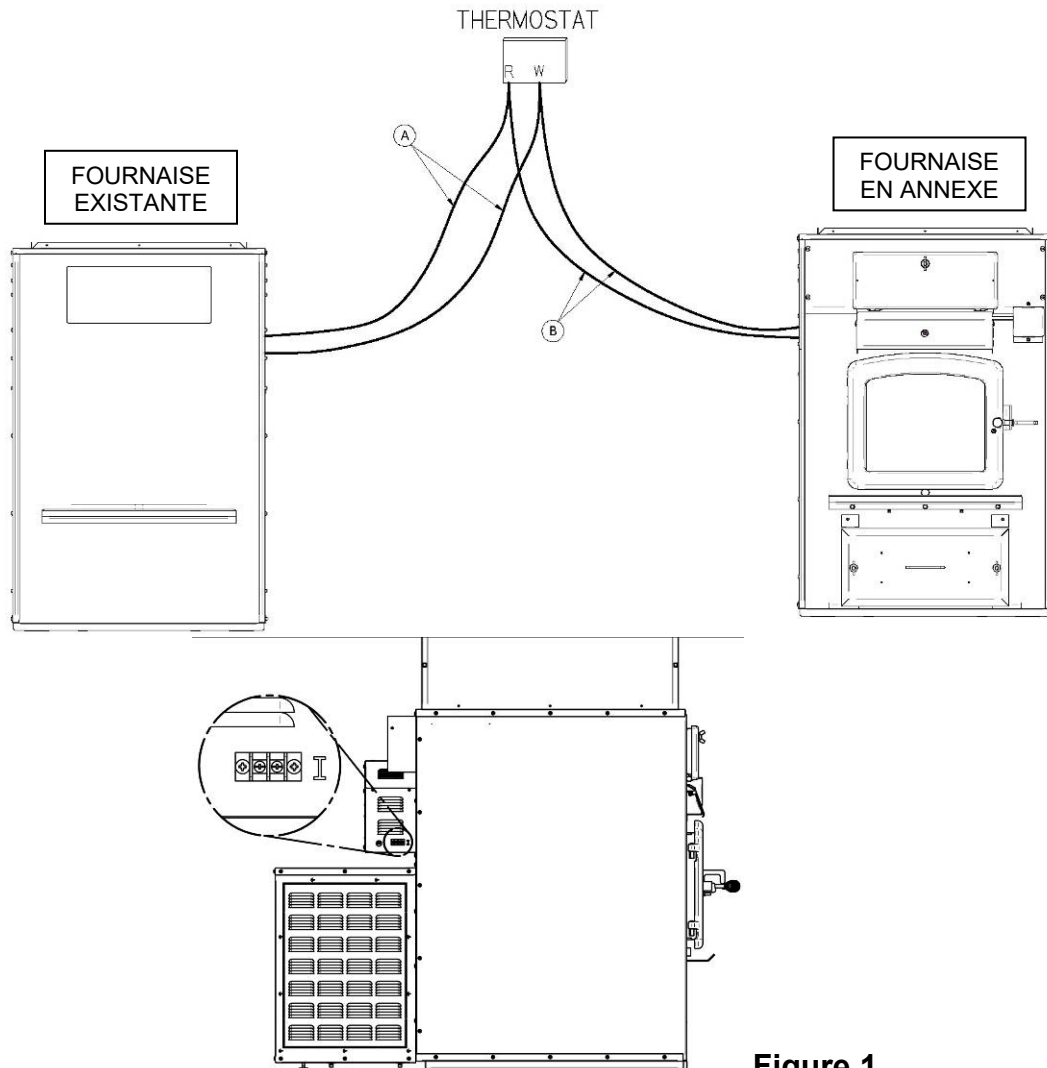 THERMOSTAT
R W
A
FOURNAISE
EXISTANTE
FOURNAISE
EN ANNEXE
B
I
Figure 1